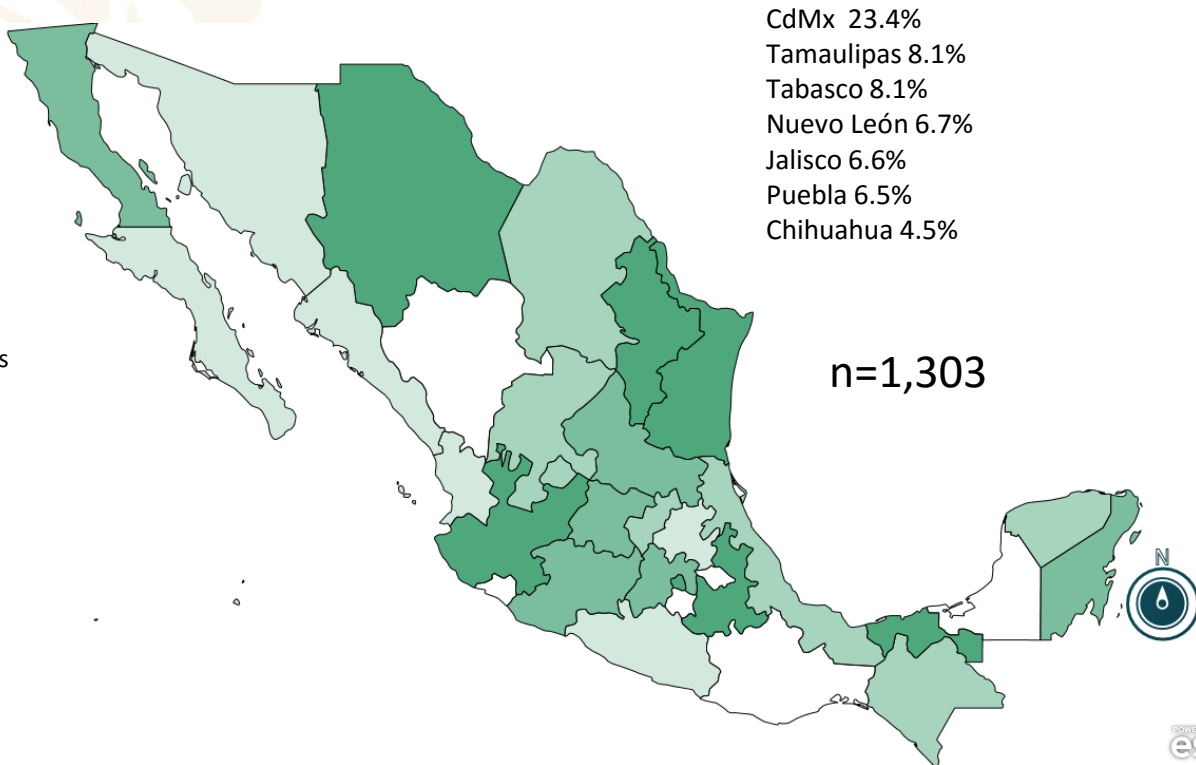 CdMx 23.4%
Tamaulipas 8.1%
Tabasco 8.1%
Nuevo León 6.7%
Jalisco 6.6%
Puebla 6.5%
Chihuahua 4.5%
s
n=1,303
N